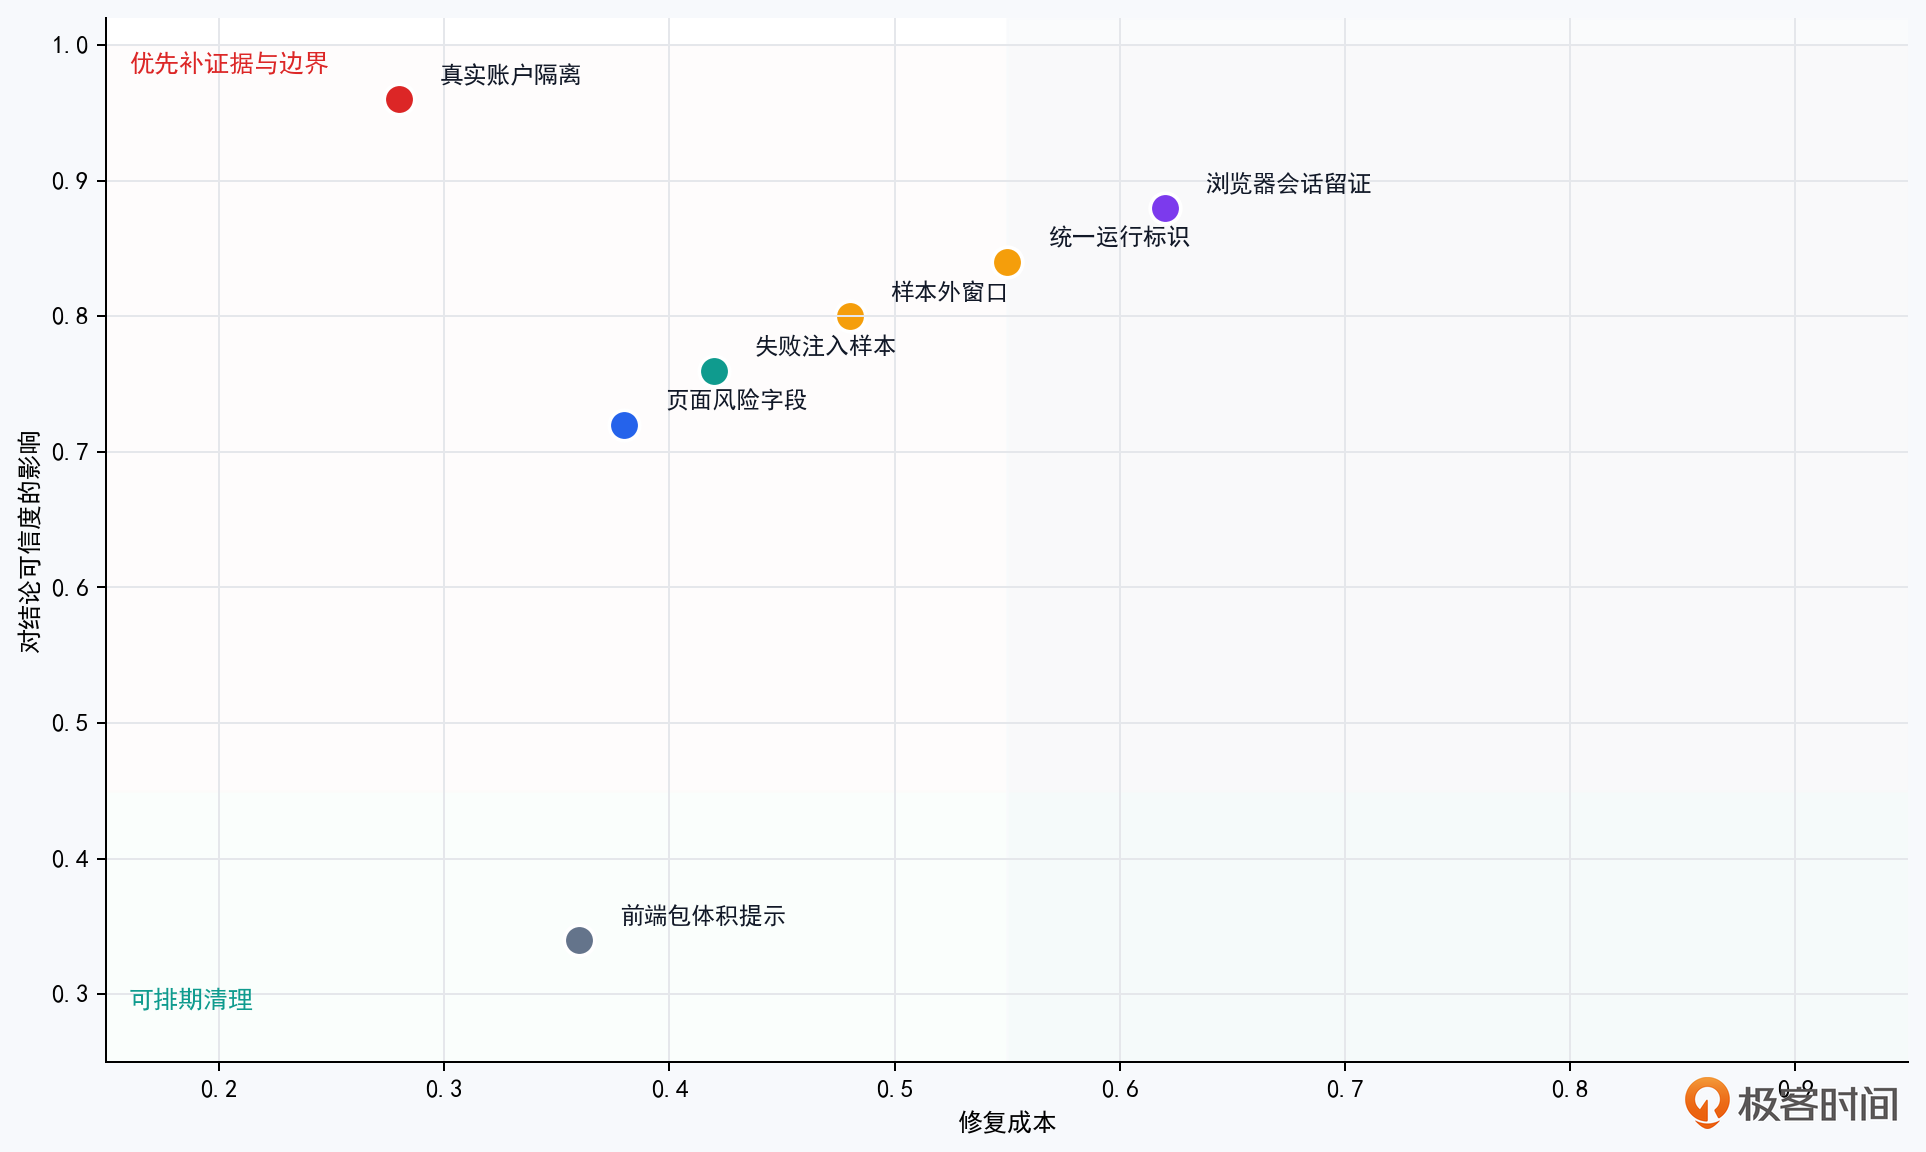 1.0
优先补证据与边界
真实账户隔离
0.9
浏览器会话留证
统一运行标识
样本外窗口
0.8
失败注入样本
页面风险字段
0.7
对结论可信度的影响
0.6
0.5
0.4
前端包体积提示
0.3
可排期清理
0.2 0.3 0.4 0.5 0.6 0.7 0.8 0.9
修复成本
极客时间